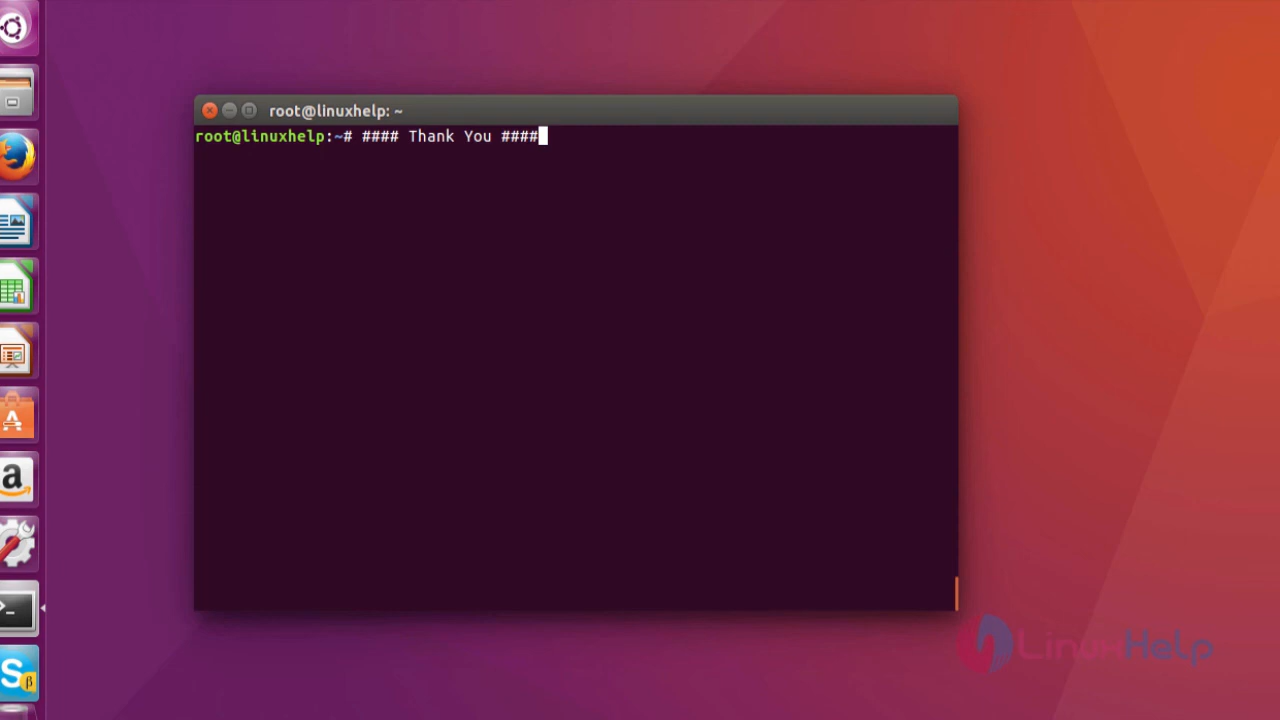 root@linuxhelp: ~
root@linuxhelp:~# #### Thank You ####
a
S β
LinuxHelp